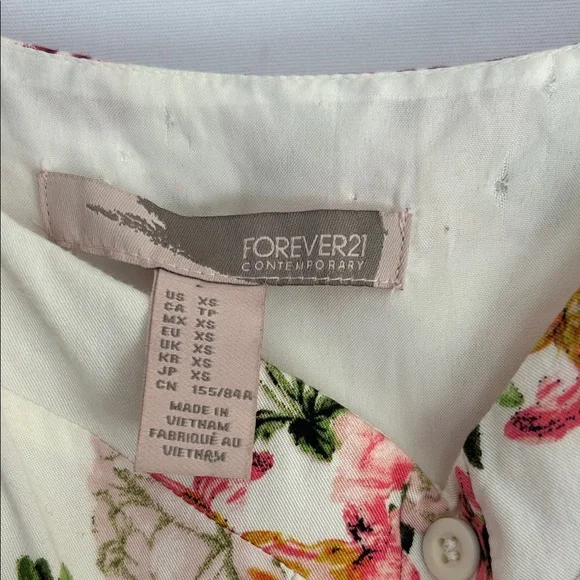 FOREVER21
CONTEMPORARY
US XS
CA TP
MX XS
EU XS
UK XS
KR XS
JP XS
CN 155/84A
MADE IN
VIETNAM
FABRIQUÉ AU
VIETNAM